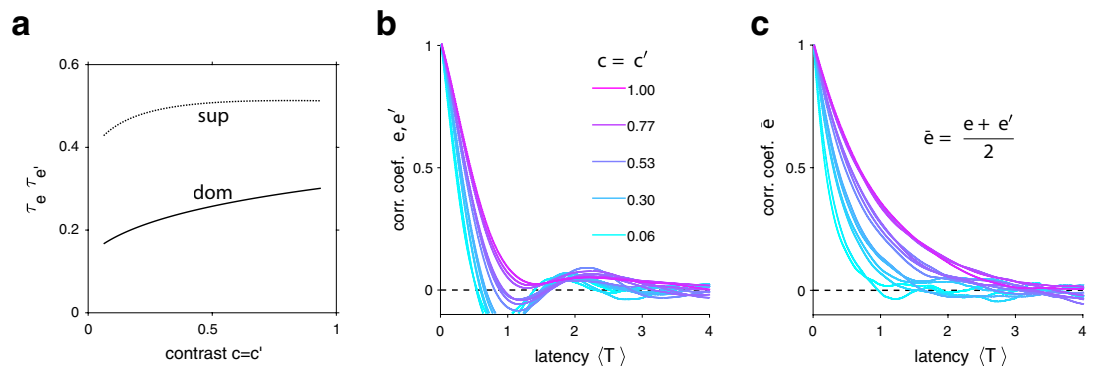 a
0.6
0.4
0.2
0
τe τe'
sup
dom
0
0.5
1
contrast c=c'
b
1
0.5
0
corr. coef. e, e'
c = c'
1.00
0.77
0.53
0.30
0.06
0
1
2
3
4
latency ⟨T⟩
c
1
0.5
0
corr. coef. ē
ē = e + e' / 2
0
1
2
3
4
latency ⟨T⟩